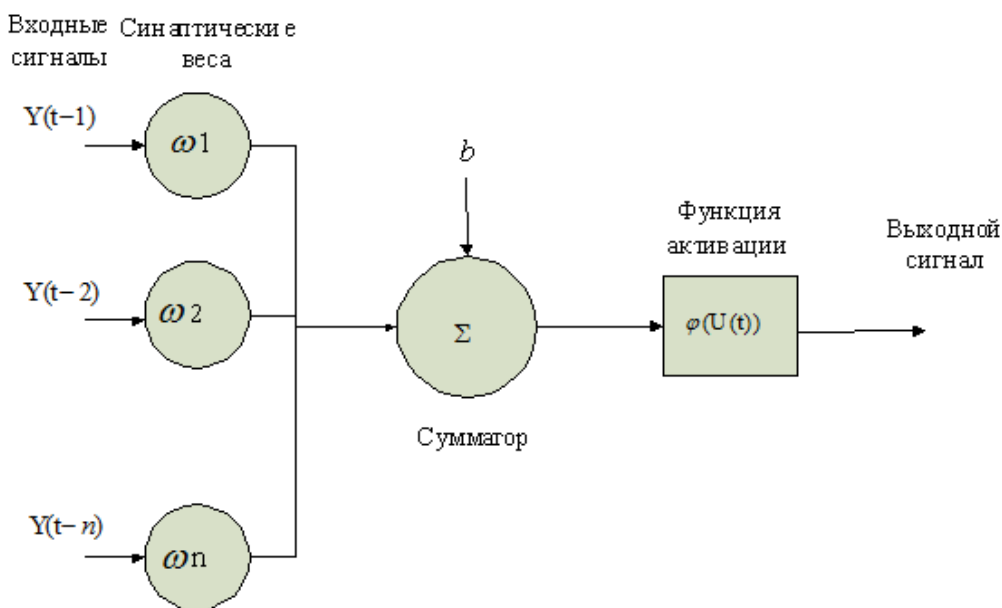 Входные
сигналы
Синаптические
веса
Y(t−1)
ω1
b
Функция
активации
Выходной
сигнал
Y(t−2)
ω2
Σ
φ(U(t))
Сумматор
Y(t−n)
ωn